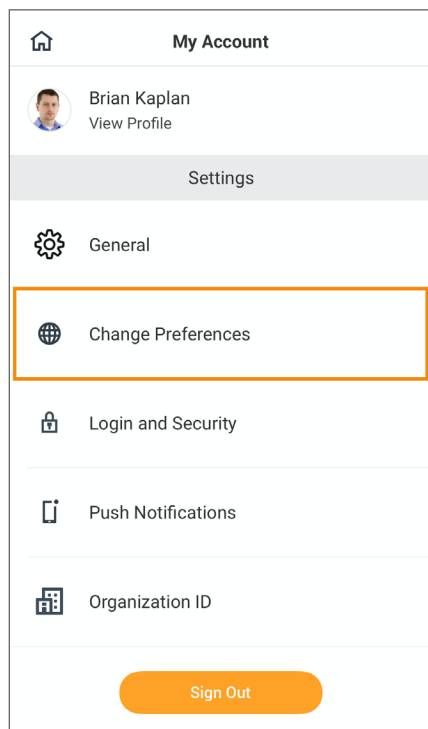 My Account
Brian Kaplan
View Profile
Settings
General
Change Preferences
Login and Security
Push Notifications
Organization ID
Sign Out